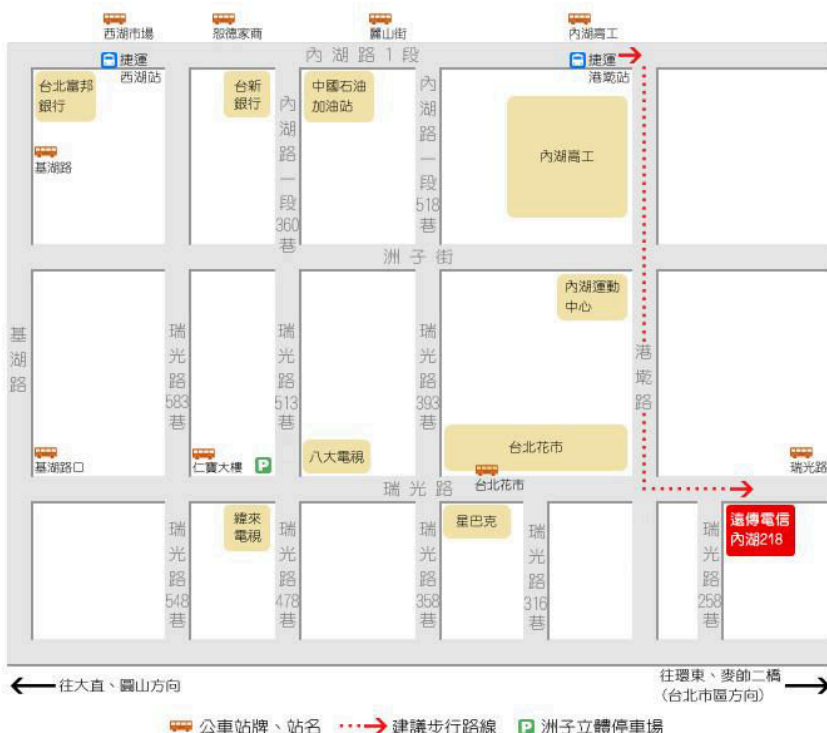 西湖市場
鄃德家商
麗山街
內湖高工
內湖路1段
捷運
西湖站
捷運
港墘站
台北富邦
銀行
台新
銀行
中國石油
加油站
內湖路一段360巷
內湖路一段518巷
內湖高工
基湖路
洲子街
內湖運動
中心
基湖路
瑞光路583巷
瑞光路513巷
瑞光路393巷
港墘路
基湖路口
仁寶大樓
P
八大電視
台北花市
瑞光路
台北花市
瑞光路
瑞光路548巷
緯來
電視
瑞光路478巷
瑞光路358巷
星巴克
瑞光路316巷
瑞光路258巷
遠傳電信
內湖218
往大直、圓山方向
往環東、麥帥二橋
(台北市區方向)
公車站牌、站名
建議步行路線
P 洲子立體停車場